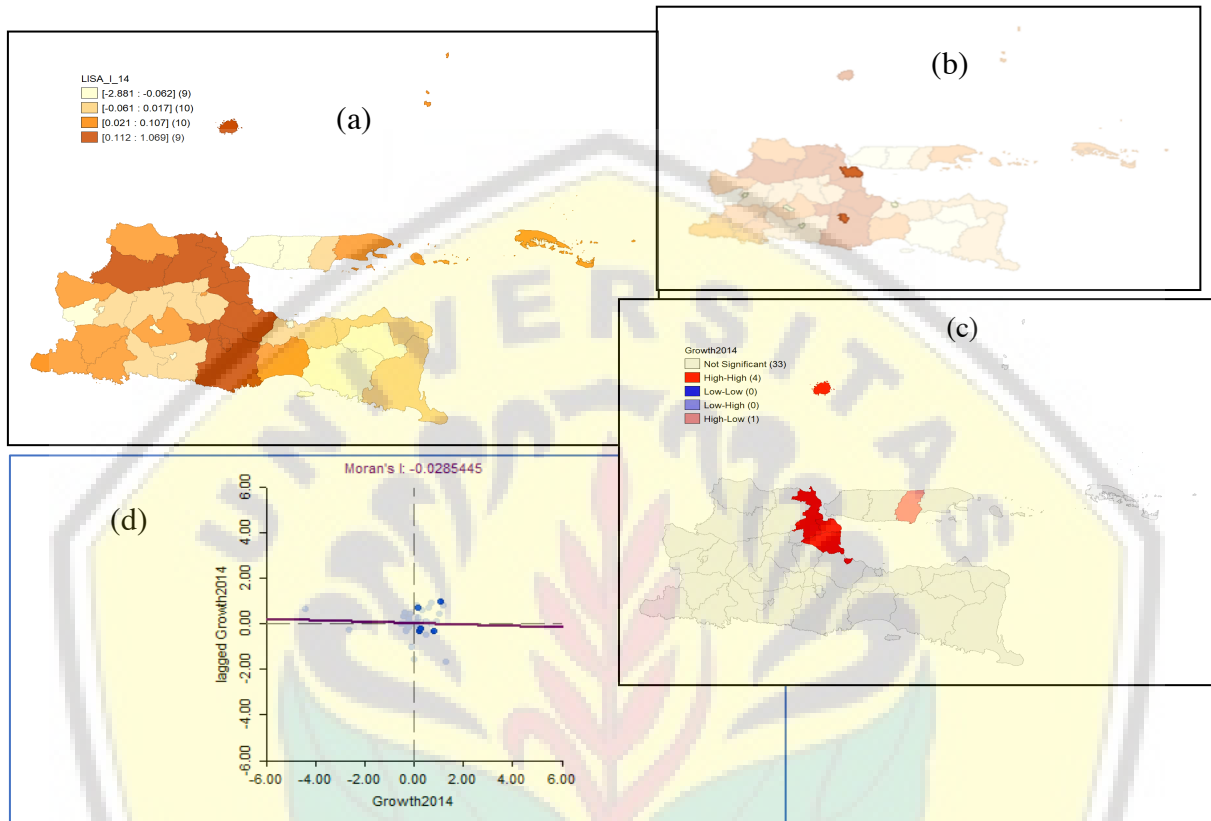 LISA_I_14
[-2.881 : -0.062] (9)
[-0.061 : 0.017] (10)
[0.021 : 0.107] (10)
[0.112 : 1.069] (9)
(a)
(b)
(c)
Growth2014
Not Significant (33)
High-High (4)
Low-Low (0)
Low-High (0)
High-Low (1)
(d)
Moran's I: -0.0285445
lagged Growth2014
6.00
4.00
2.00
0.00
-2.00
-4.00
-6.00
-6.00 -4.00 -2.00 0.00 2.00 4.00 6.00
Growth2014
UNIVERSITAS